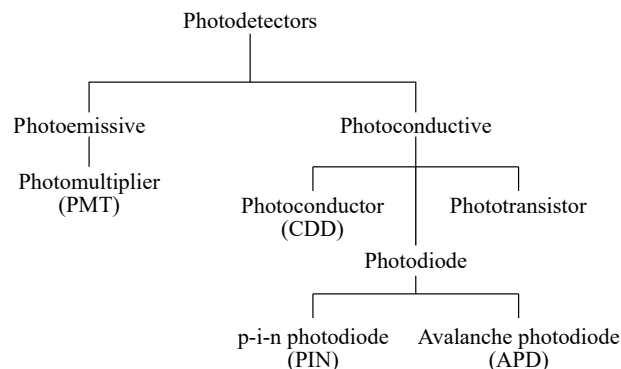 Photodetectors
Photoemissive
Photoconductive
Photomultiplier
(PMT)
Photoconductor
(CDD)
Phototransistor
Photodiode
p-i-n photodiode
(PIN)
Avalanche photodiode
(APD)